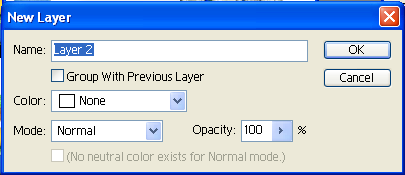 New Layer
Name: Layer 2 OK
Group With Previous Layer Cancel
Color: None
Mode: Normal Opacity: 100 %
(No neutral color exists for Normal mode.)